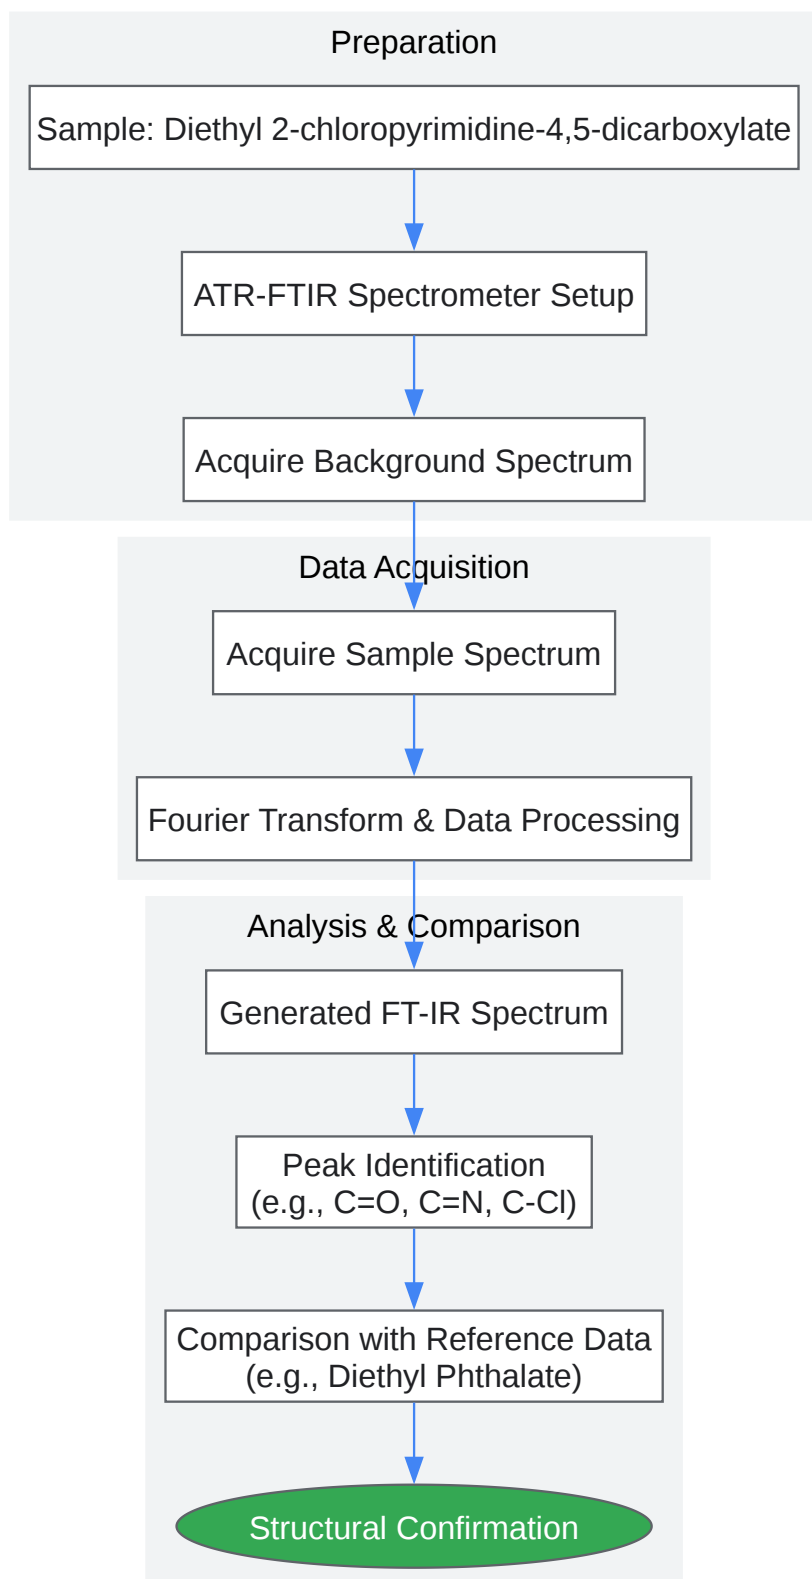 Preparation
Sample: Diethyl 2-chloropyrimidine-4,5-dicarboxylate
ATR-FTIR Spectrometer Setup
Acquire Background Spectrum
Data Acquisition
Acquire Sample Spectrum
Fourier Transform & Data Processing
Analysis & Comparison
Generated FT-IR Spectrum
Peak Identification
(e.g., C=O, C=N, C-Cl)
Comparison with Reference Data
(e.g., Diethyl Phthalate)
Structural Confirmation